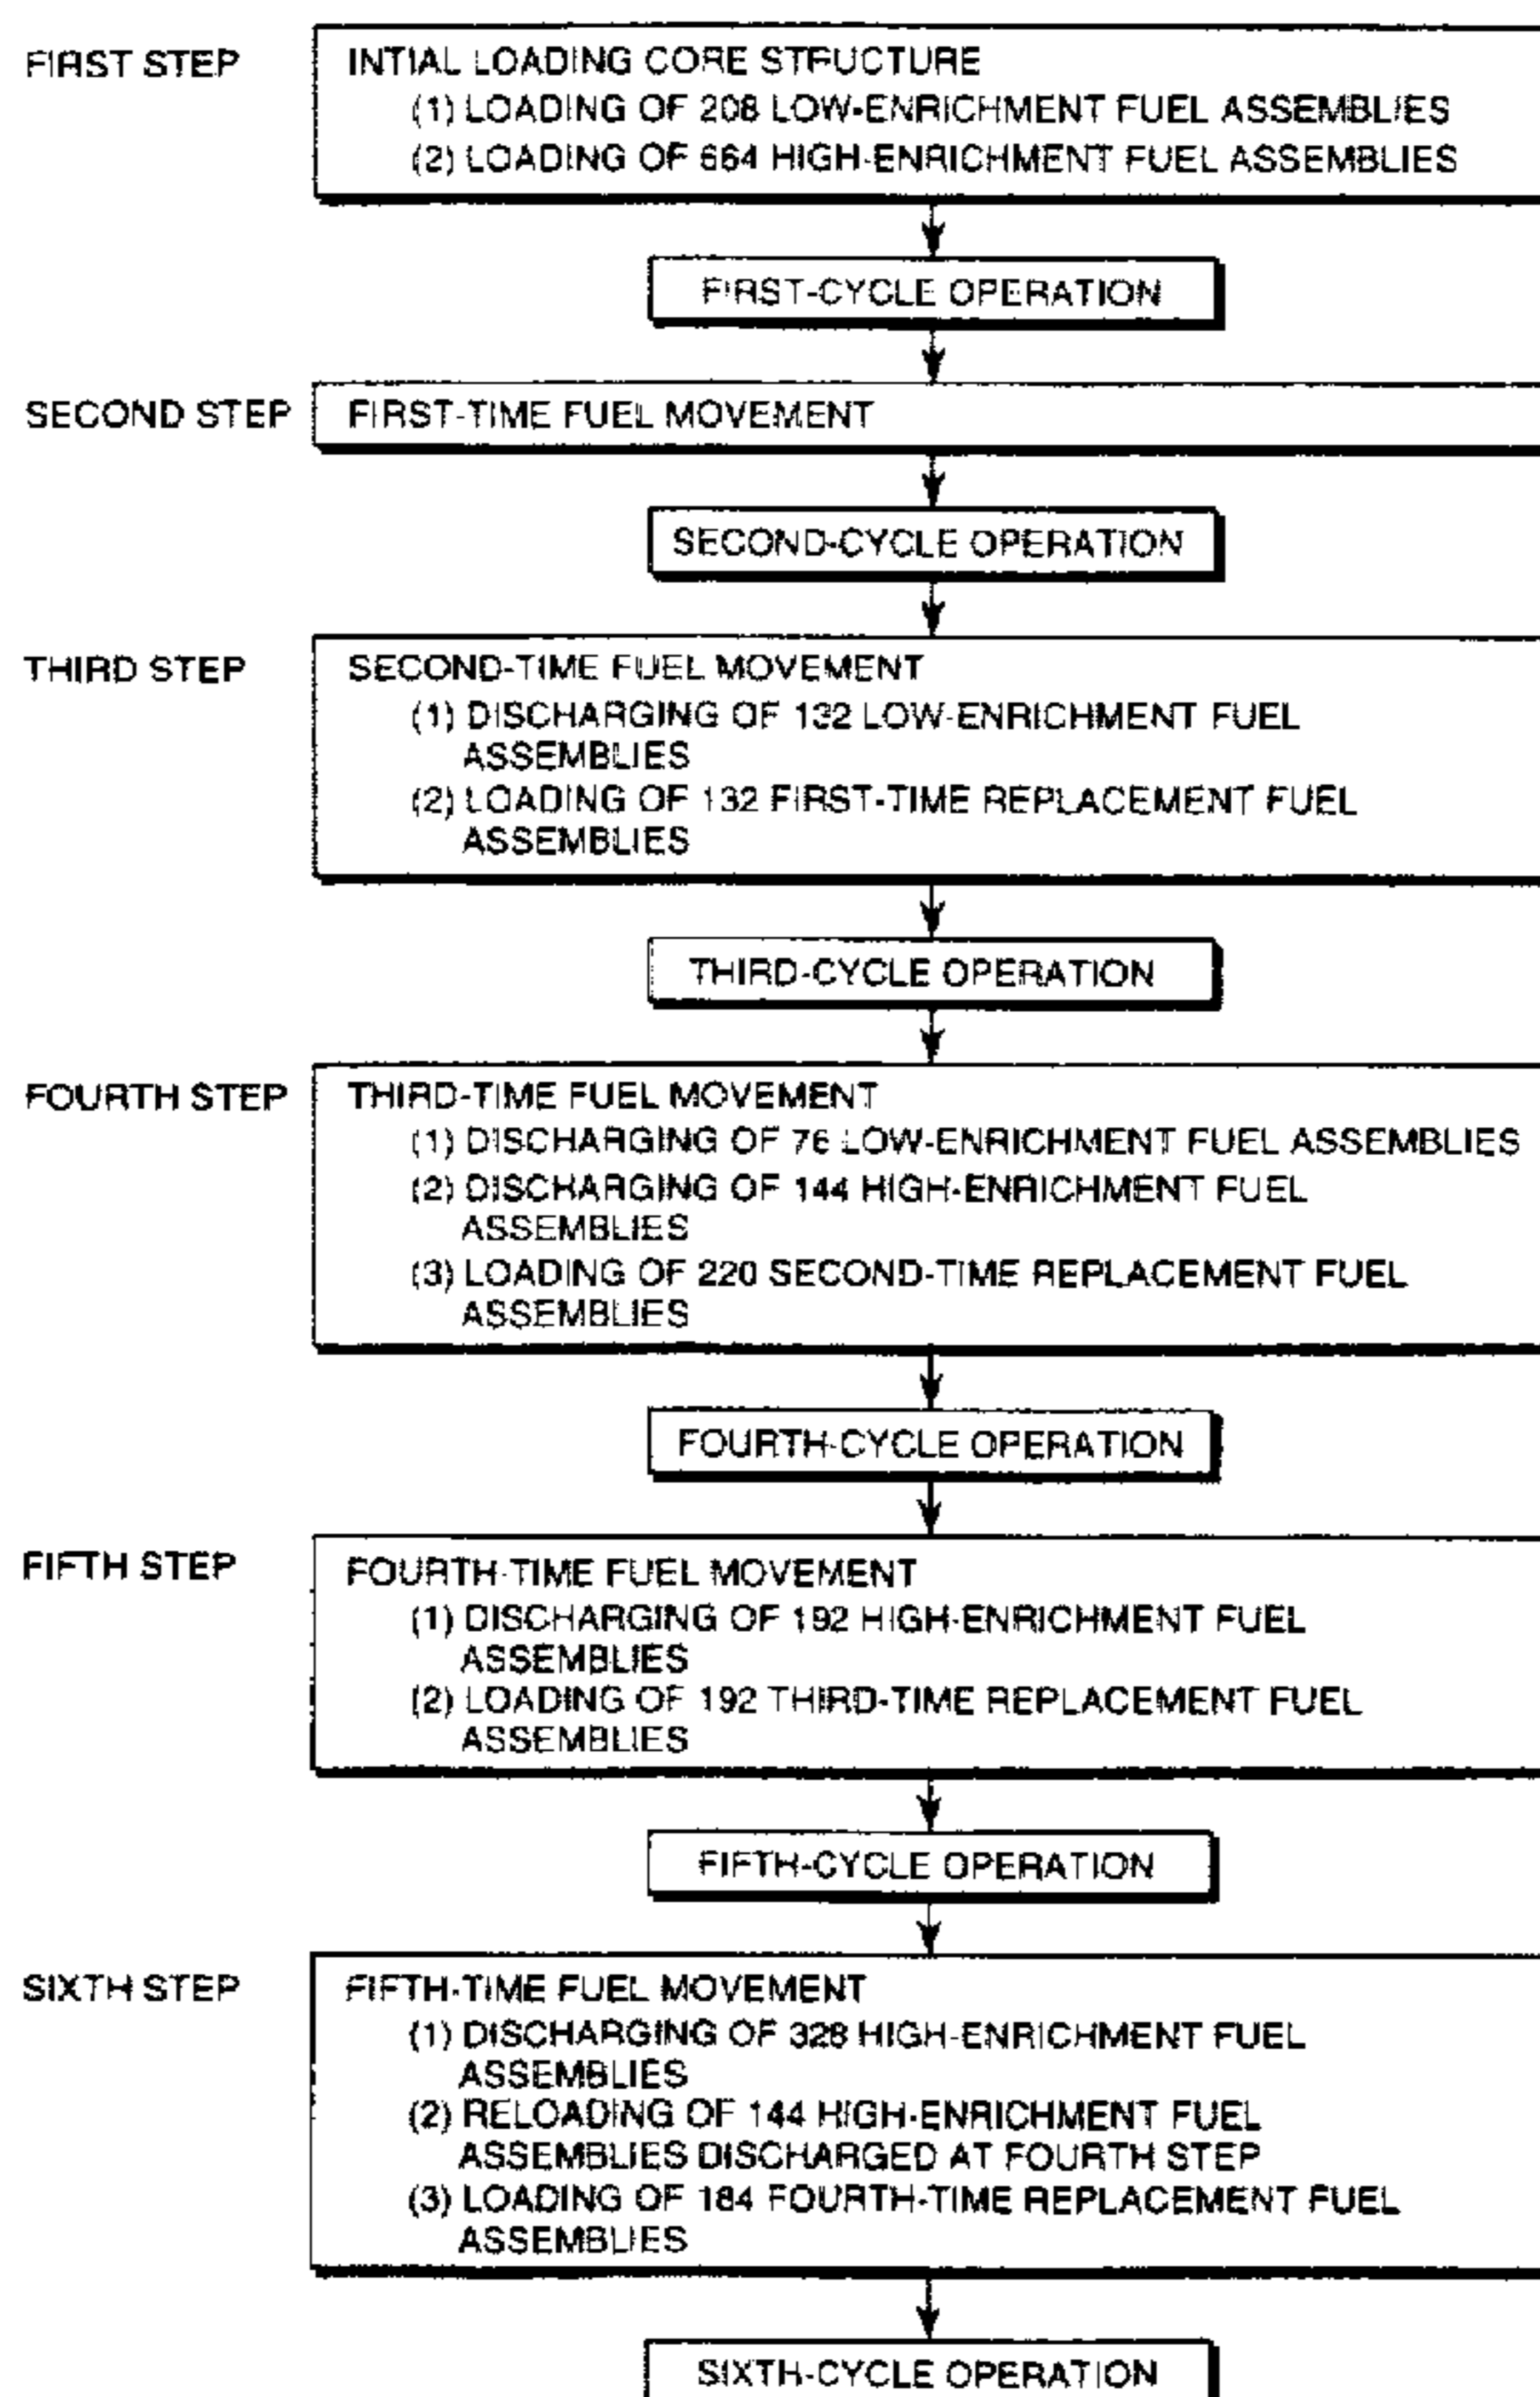 FIRST STEP
INTIAL LOADING CORE STRUCTURE
(1) LOADING OF 208 LOW-ENRICHMENT FUEL ASSEMBLIES
(2) LOADING OF 664 HIGH-ENRICHMENT FUEL ASSEMBLIES
FIRST-CYCLE OPERATION
SECOND STEP
FIRST-TIME FUEL MOVEMENT
SECOND-CYCLE OPERATION
THIRD STEP
SECOND-TIME FUEL MOVEMENT
(1) DISCHARGING OF 132 LOW-ENRICHMENT FUEL
ASSEMBLIES
(2) LOADING OF 132 FIRST-TIME REPLACEMENT FUEL
ASSEMBLIES
THIRD-CYCLE OPERATION
FOURTH STEP
THIRD-TIME FUEL MOVEMENT
(1) DISCHARGING OF 76 LOW-ENRICHMENT FUEL ASSEMBLIES
(2) DISCHARGING OF 144 HIGH-ENRICHMENT FUEL
ASSEMBLIES
(3) LOADING OF 220 SECOND-TIME REPLACEMENT FUEL
ASSEMBLIES
FOURTH-CYCLE OPERATION
FIFTH STEP
FOURTH-TIME FUEL MOVEMENT
(1) DISCHARGING OF 192 HIGH-ENRICHMENT FUEL
ASSEMBLIES
(2) LOADING OF 192 THIRD-TIME REPLACEMENT FUEL
ASSEMBLIES
FIFTH-CYCLE OPERATION
SIXTH STEP
FIFTH-TIME FUEL MOVEMENT
(1) DISCHARGING OF 328 HIGH-ENRICHMENT FUEL
ASSEMBLIES
(2) RELOADING OF 144 HIGH-ENRICHMENT FUEL
ASSEMBLIES DISCHARGED AT FOURTH STEP
(3) LOADING OF 184 FOURTH-TIME REPLACEMENT FUEL
ASSEMBLIES
SIXTH-CYCLE OPERATION